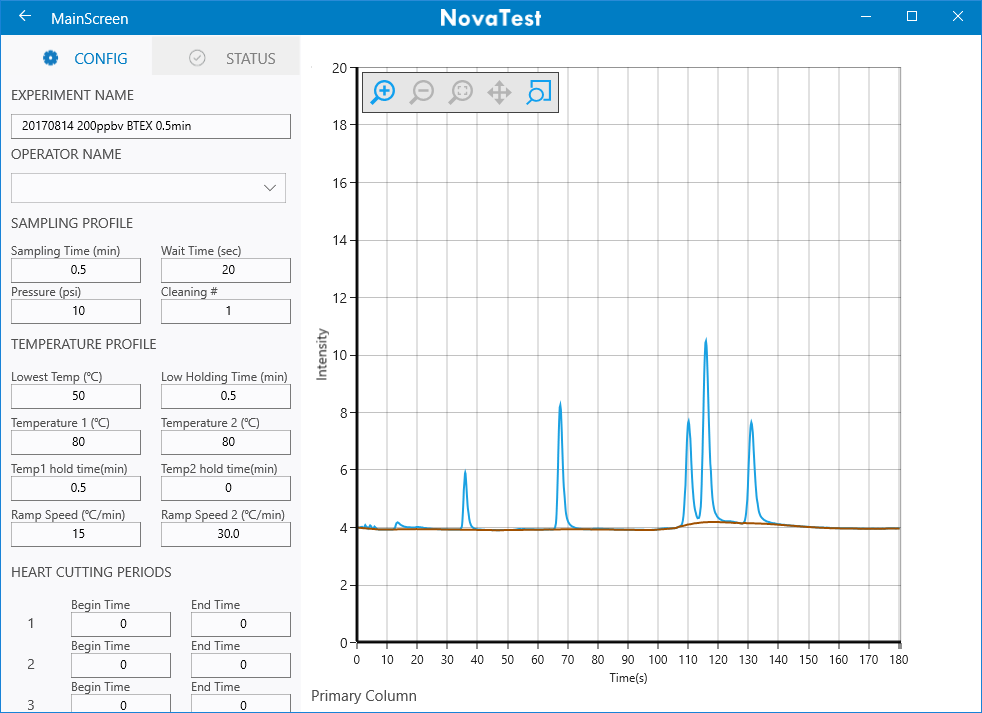 MainScreen
NovaTest
CONFIG
STATUS
EXPERIMENT NAME
20170814 200ppbv BTEX 0.5min
OPERATOR NAME
SAMPLING PROFILE
Sampling Time (min) Wait Time (sec)
0.5 20
Pressure (psi) Cleaning #
10 1
TEMPERATURE PROFILE
Lowest Temp (℃) Low Holding Time (min)
50 0.5
Temperature 1 (℃) Temperature 2 (℃)
80 80
Temp1 hold time(min) Temp2 hold time(min)
0.5 0
Ramp Speed (℃/min) Ramp Speed 2 (℃/min)
15 30.0
HEART CUTTING PERIODS
Begin Time End Time
1 0 0
Begin Time End Time
2 0 0
Begin Time End Time
3 0 0
20
18
16
14
12
10
8
6
4
2
0
Intensity
0 10 20 30 40 50 60 70 80 90 100 110 120 130 140 150 160 170 180
Time(s)
Primary Column